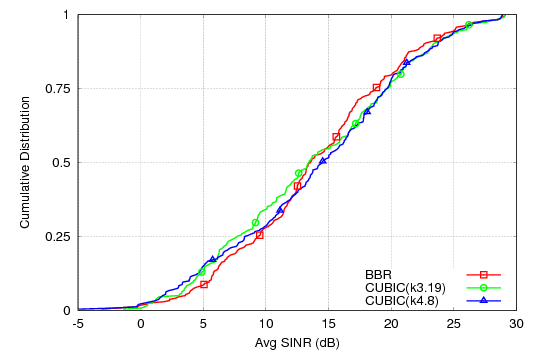 1
0.75
0.5
0.25
0
-5 0 5 10 15 20 25 30
Cumulative Distribution
Avg SINR (dB)
BBR
CUBIC(k3.19)
CUBIC(k4.8)